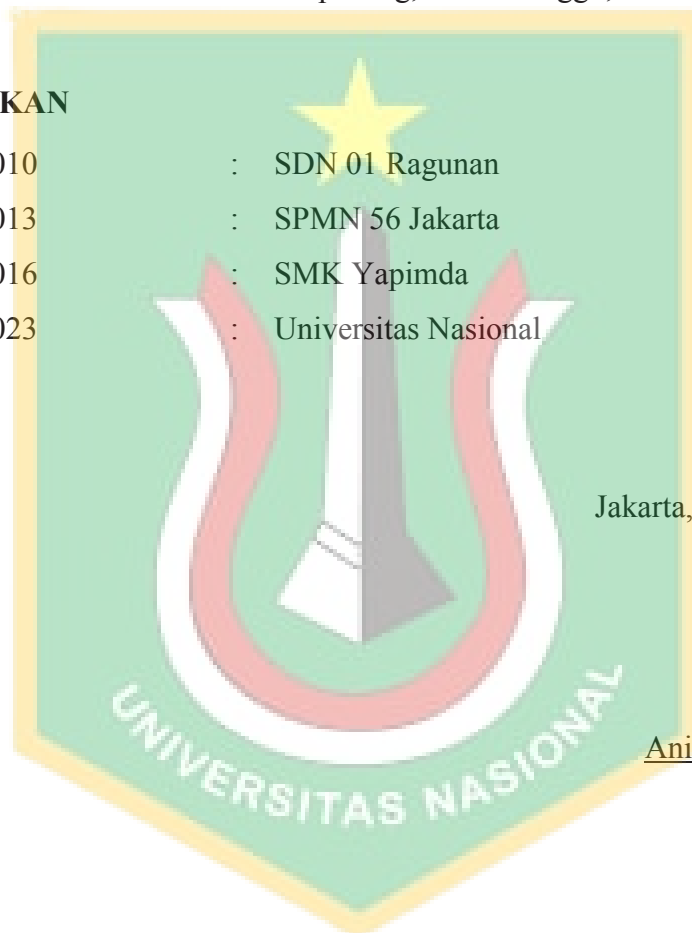 KAN
010 : SDN 01 Ragunan
013 : SPMN 56 Jakarta
016 : SMK Yapimda
023 : Universitas Nasional
Jakarta,
Ani
UNIVERSITAS NASIONAL